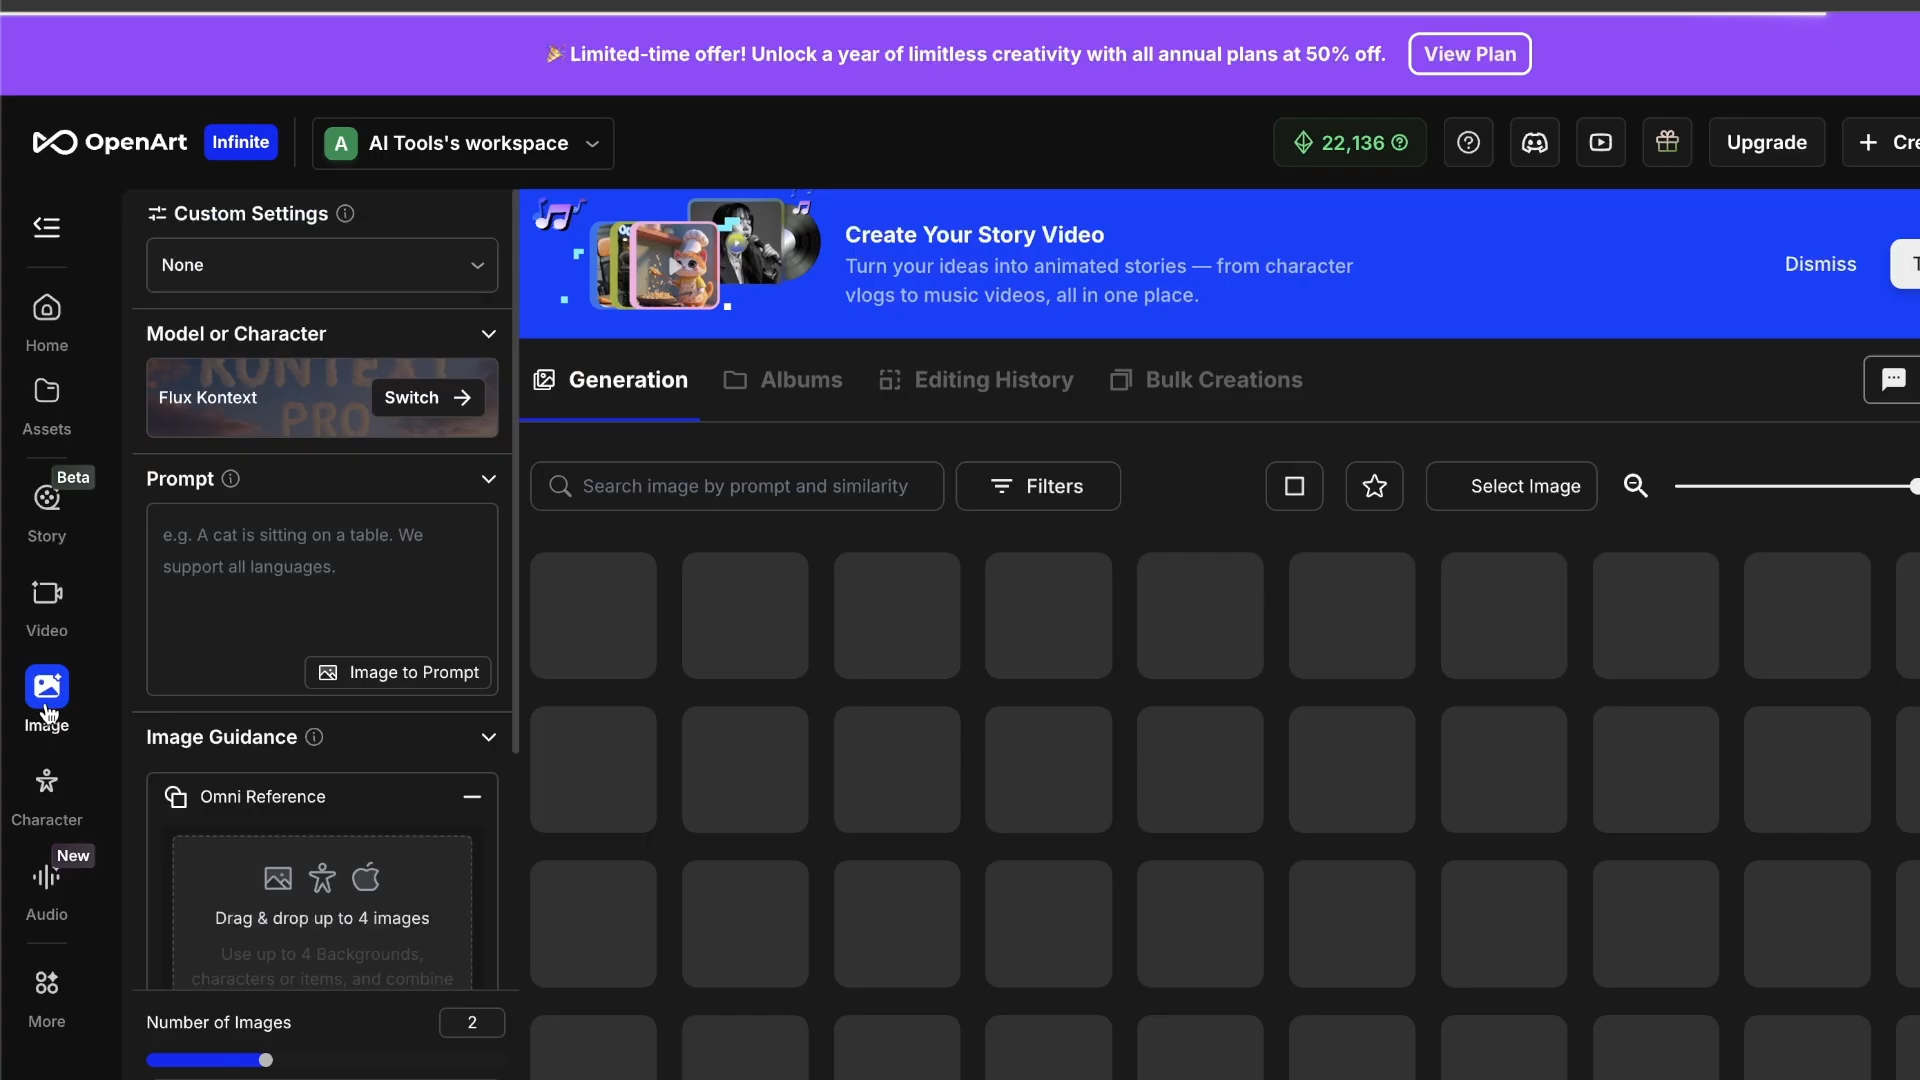 🎉 Limited-time offer! Unlock a year of limitless creativity with all annual plans at 50% off.
View Plan
OpenArt
Infinite
A
AI Tools's workspace
22,136
Upgrade
+ Cre
Custom Settings
None
Model or Character
KONTEXT
PRO
Flux Kontext
Switch
Prompt
e.g. A cat is sitting on a table. We
support all languages.
Image to Prompt
Image Guidance
Omni Reference
Drag & drop up to 4 images
Use up to 4 Backgrounds,
characters or items, and combine
Number of Images
2
Home
Assets
Beta
Story
Video
Image
Character
New
Audio
More
Create Your Story Video
Turn your ideas into animated stories — from character
vlogs to music videos, all in one place.
Dismiss
Generation
Albums
Editing History
Bulk Creations
Search image by prompt and similarity
Filters
Select Image